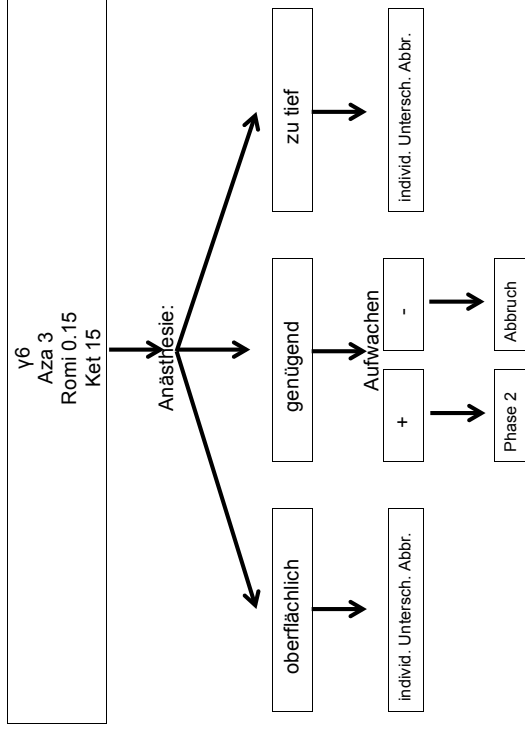 γ6
Aza 3
Romi 0.15
Ket 15
Anästhesie:
oberflächlich
genügend
zu tief
individ. Untersch. Abbr.
Aufwachen
+
-
individ. Untersch. Abbr.
Phase 2
Abbruch